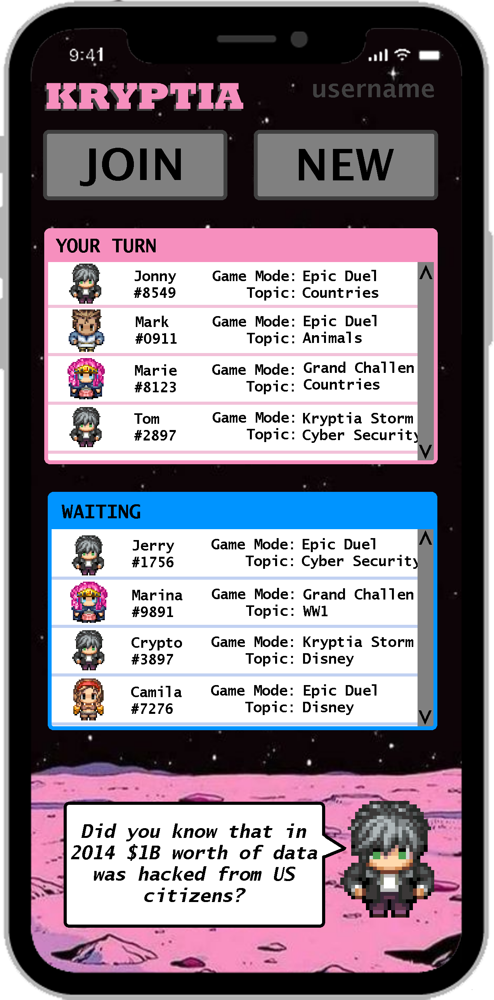 9:41
KRYPTIA
username
JOIN
NEW
YOUR TURN
Jonny
#8549
Game Mode: Epic Duel
Topic: Countries
Mark
#0911
Game Mode: Epic Duel
Topic: Animals
Marie
#8123
Game Mode: Grand Challen
Topic: Countries
Tom
#2897
Game Mode: Kryptia Storm
Topic: Cyber Security
WAITING
Jerry
#1756
Game Mode: Epic Duel
Topic: Cyber Security
Marina
#9891
Game Mode: Grand Challen
Topic: WW1
Crypto
#3897
Game Mode: Kryptia Storm
Topic: Disney
Camila
#7276
Game Mode: Epic Duel
Topic: Disney
Did you know that in
2014 $1B worth of data
was hacked from US
citizens?